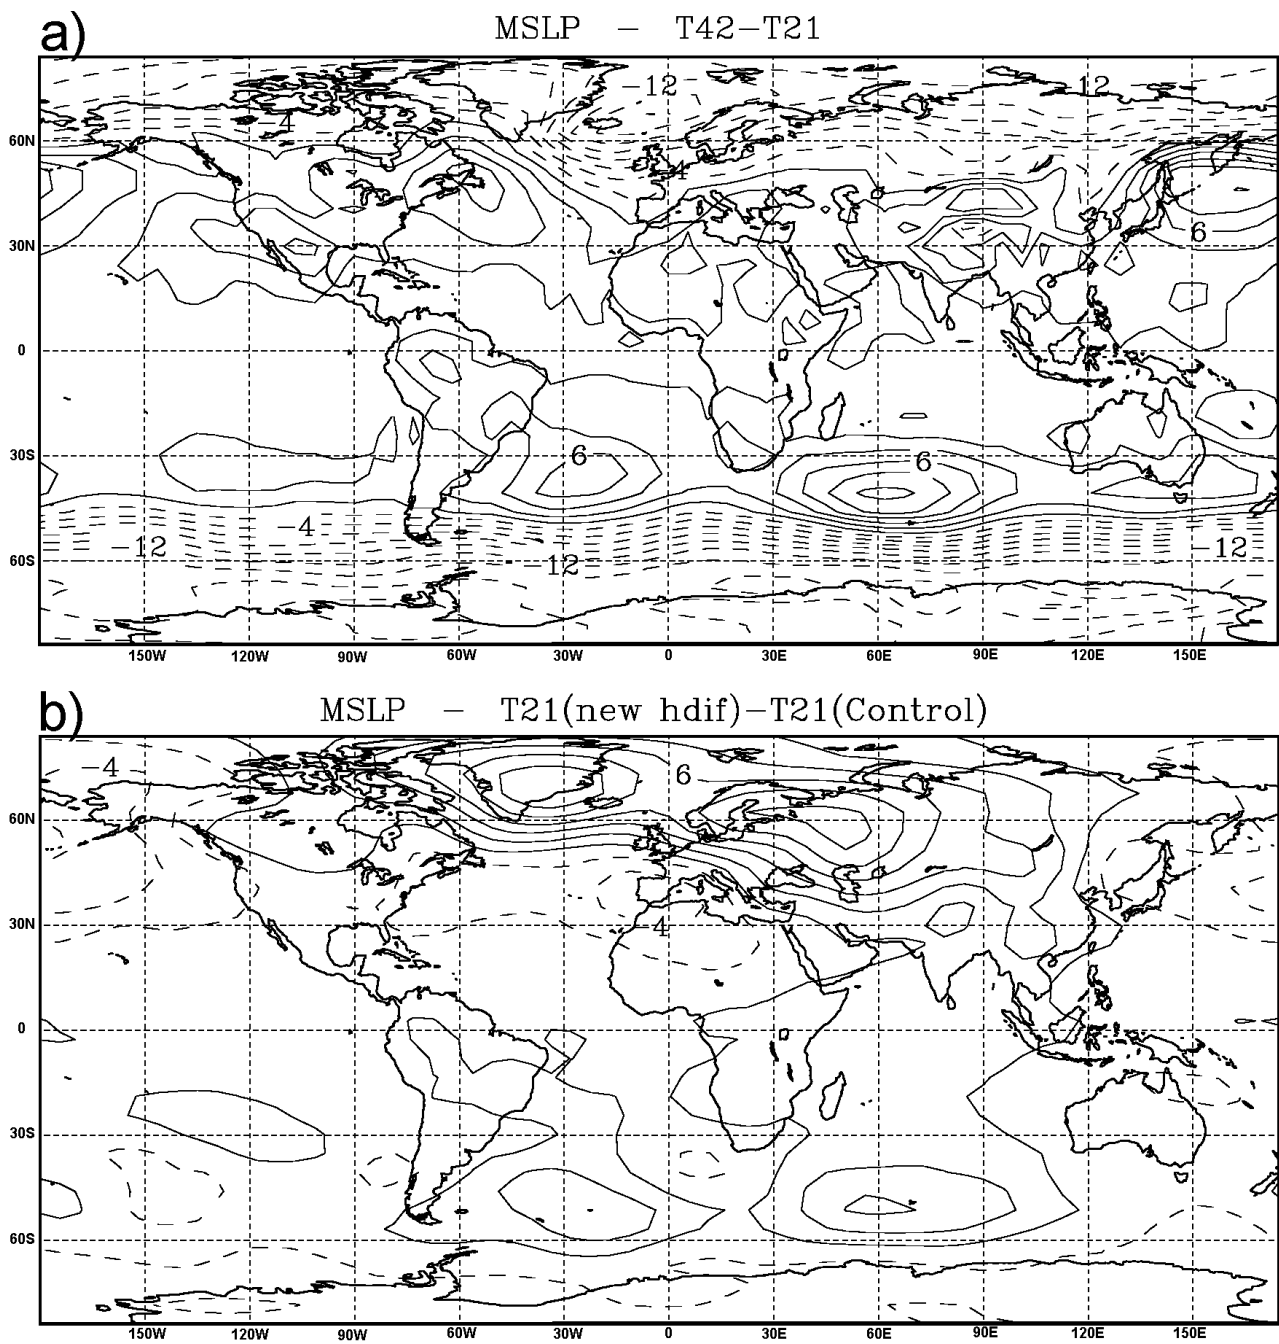 a)
MSLP - T42-T21
-12
12
4
60N
-4
6
30N
0
30S
6
6
-4
-12
-12
-12
60S
150W 120W 90W 60W 30W 0 30E 60E 90E 120E 150E
b)
MSLP - T21(new hdif)-T21(Control)
-4
6
60N
30N
4
0
30S
60S
150W 120W 90W 60W 30W 0 30E 60E 90E 120E 150E